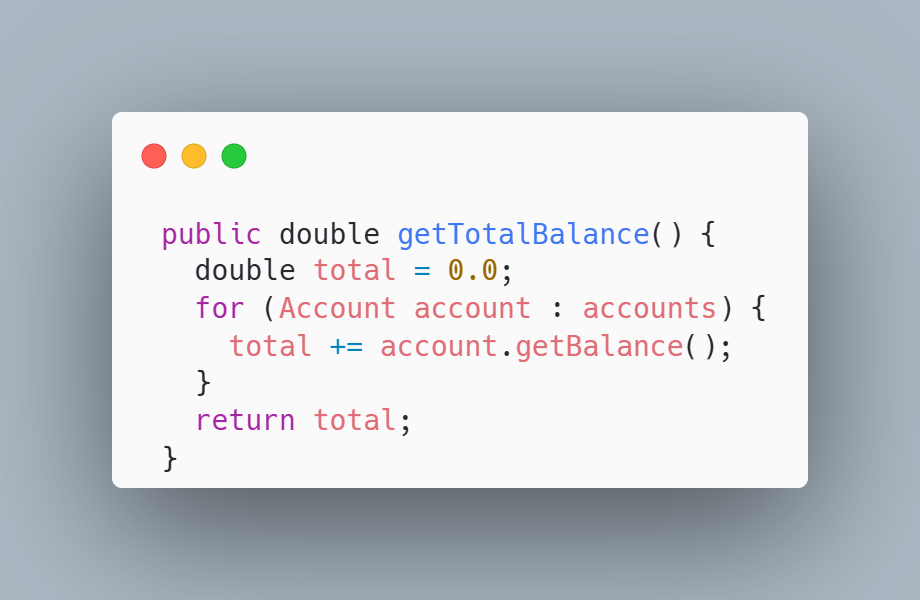 public double getTotalBalance() {
  double total = 0.0;
  for (Account account : accounts) {
    total += account.getBalance();
  }
  return total;
}